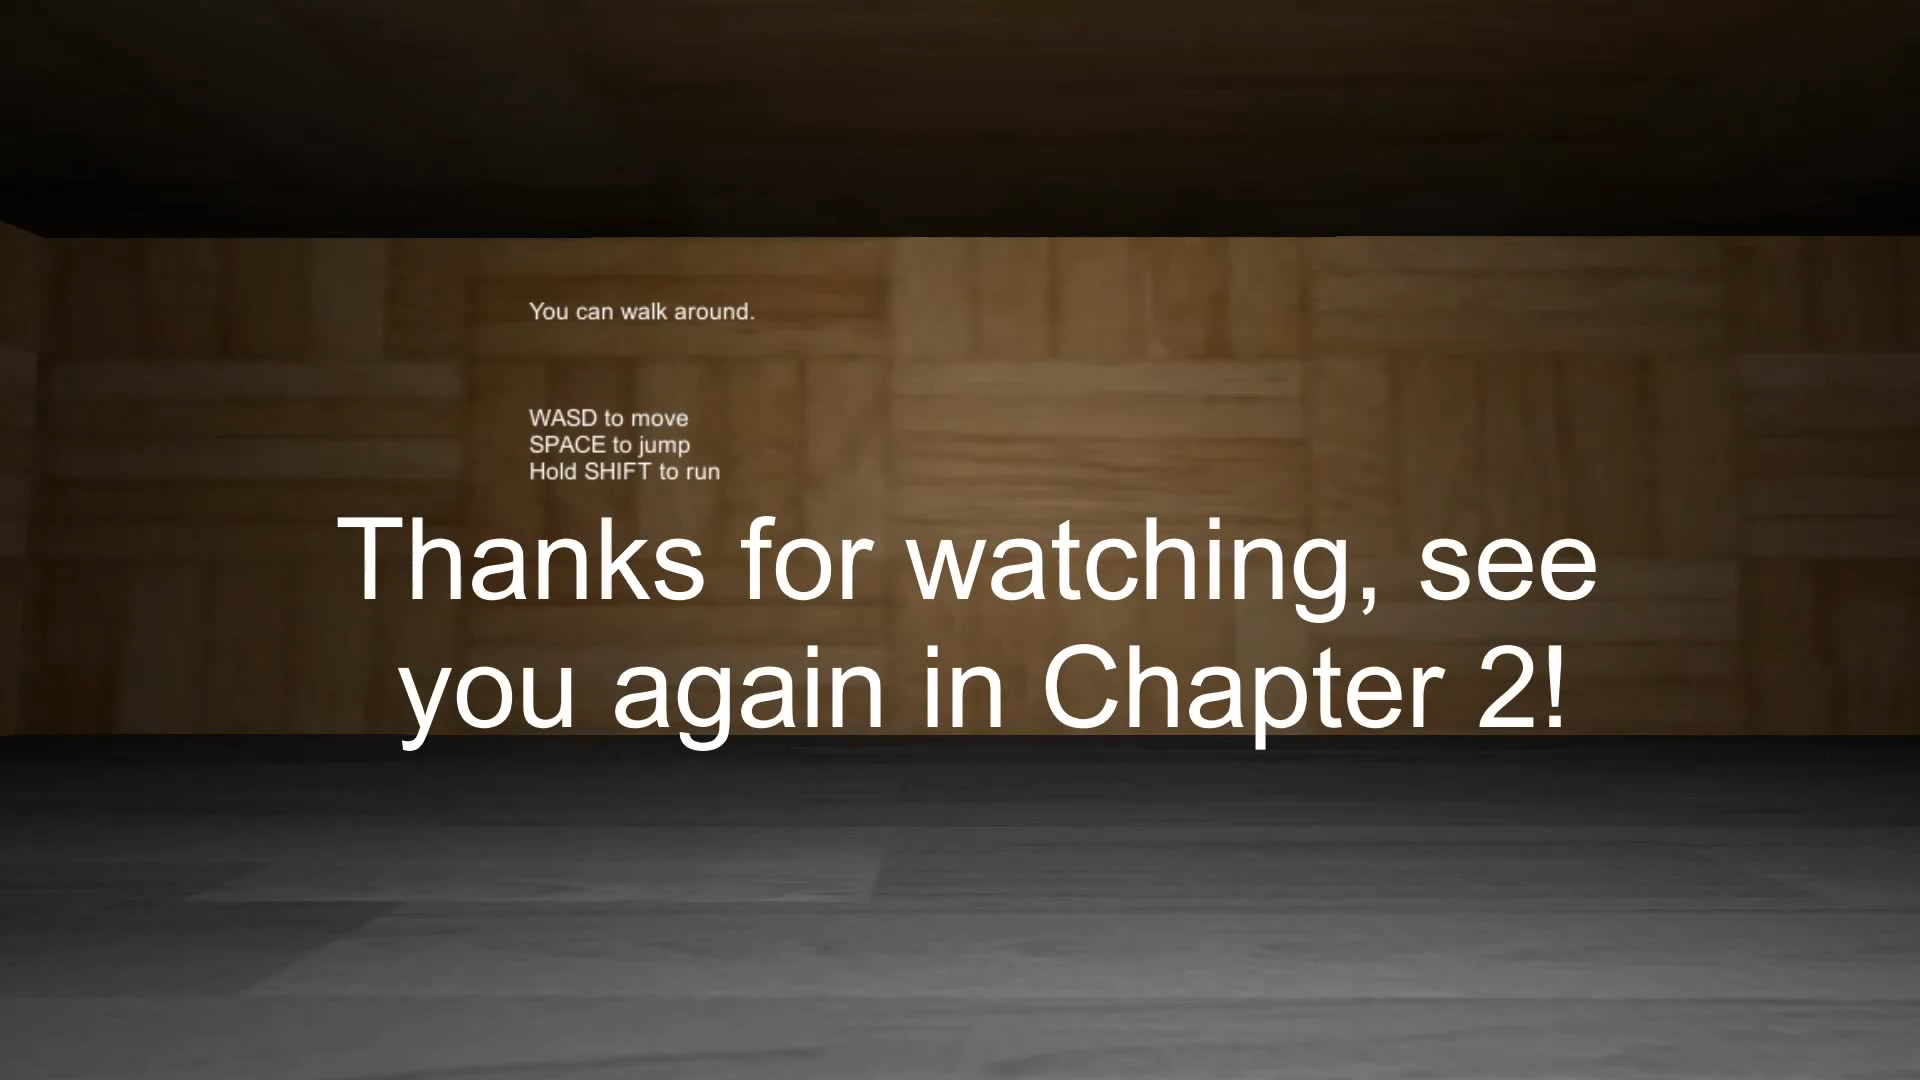 You can walk around.
WASD to move
SPACE to jump
Hold SHIFT to run
Thanks for watching, see
you again in Chapter 2!